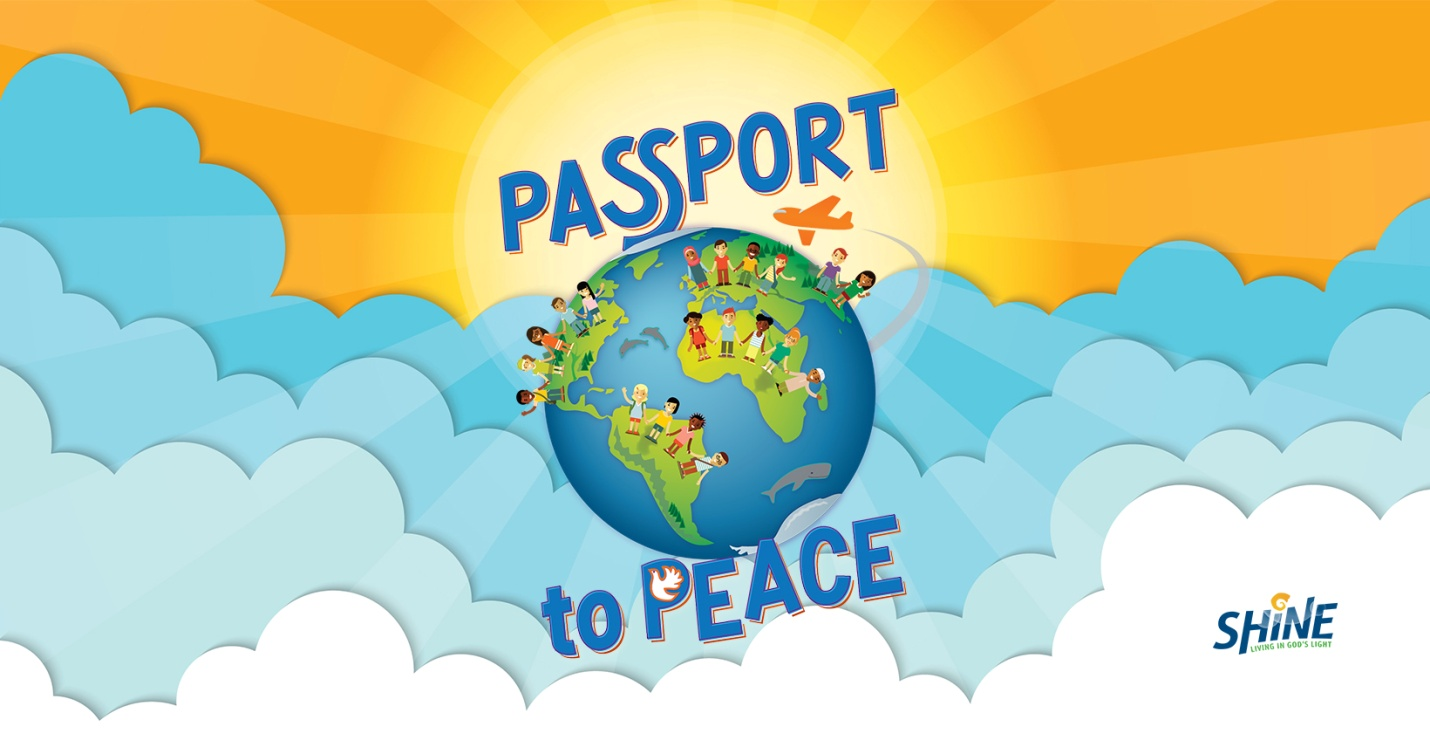 PASSPORT
to PEACE
SHiNE
LIVING IN GOD'S LIGHT